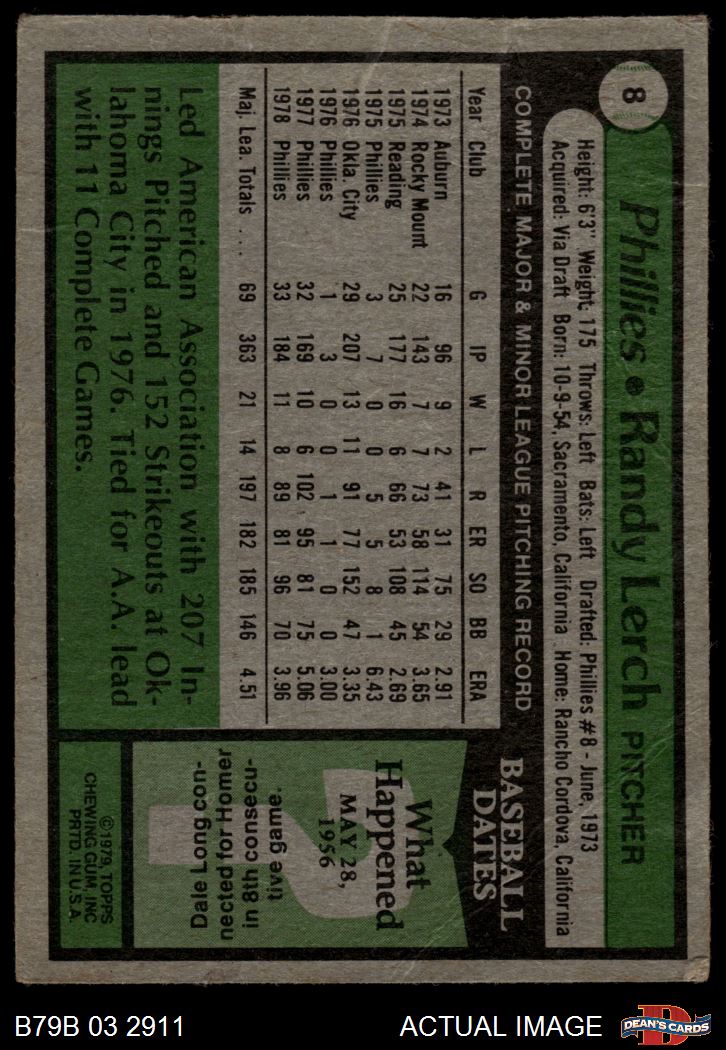 8
Phillies • Randy Lerch PITCHER
Height: 6'3" Weight: 175 Throws: Left Bats: Left Drafted: Phillies #8 - June, 1973
Acquired: Via Draft Born: 10-9-54, Sacramento, California Home: Rancho Cordova, California
COMPLETE MAJOR & MINOR LEAGUE PITCHING RECORD
Year Club G IP W L R ER SO BB ERA
1973 Auburn 16 96 9 2 41 31 75 29 2.91
1974 Rocky Mount 22 143 7 7 73 58 114 54 3.65
1975 Reading 25 177 16 6 66 53 108 45 2.69
1975 Phillies 3 7 0 0 5 5 8 1 6.43
1976 Okla. City 29 207 13 11 91 77 152 47 3.35
1976 Phillies 1 3 0 0 1 1 0 0 3.00
1977 Phillies 32 169 10 6 102 95 81 75 5.06
1978 Phillies 33 184 11 8 89 81 96 70 3.96
Maj. Lea. Totals .... 69 363 21 14 197 182 185 146 4.51
Led American Association with 207 In-
nings Pitched and 152 Strikeouts at Ok-
lahoma City in 1976. Tied for A.A. lead
with 11 Complete Games.
BASEBALL
DATES
What
Happened
MAY 28,
1956
?
Dale Long con-
nected for Homer
in 8th consecu-
tive game.
©1979, TOPPS
CHEWING GUM, INC
PRTD. IN U.S.A.
B79B 03 2911 ACTUAL IMAGE
D
DEAN'S CARDS